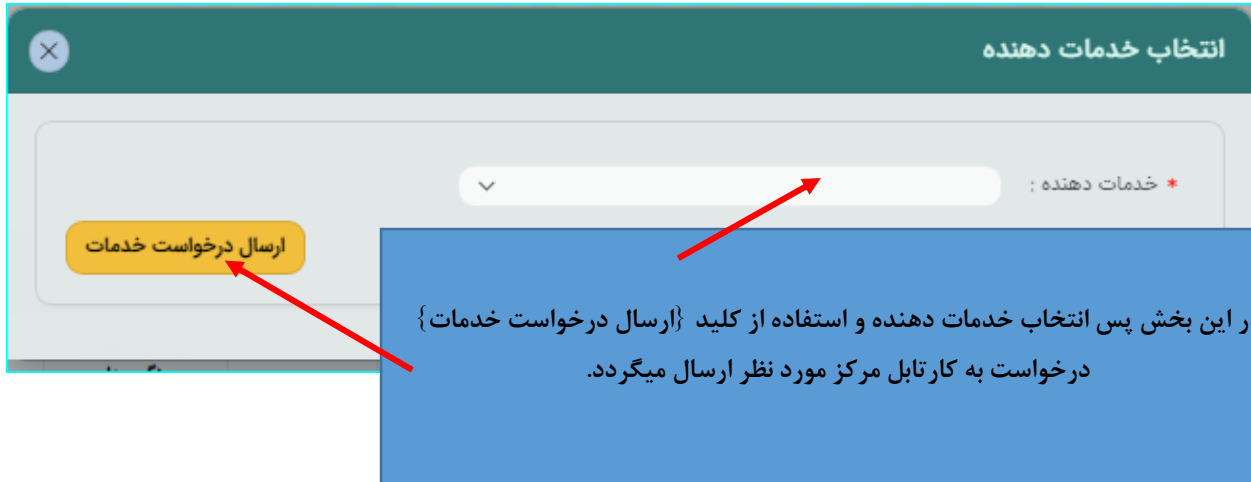 انتخاب خدمات دهنده
* خدمات دهنده :
ارسال درخواست خدمات
ر این بخش پس انتخاب خدمات دهنده و استفاده از کلید {ارسال درخواست خدمات}
درخواست به کارتابل مرکز مورد نظر ارسال میگردد.